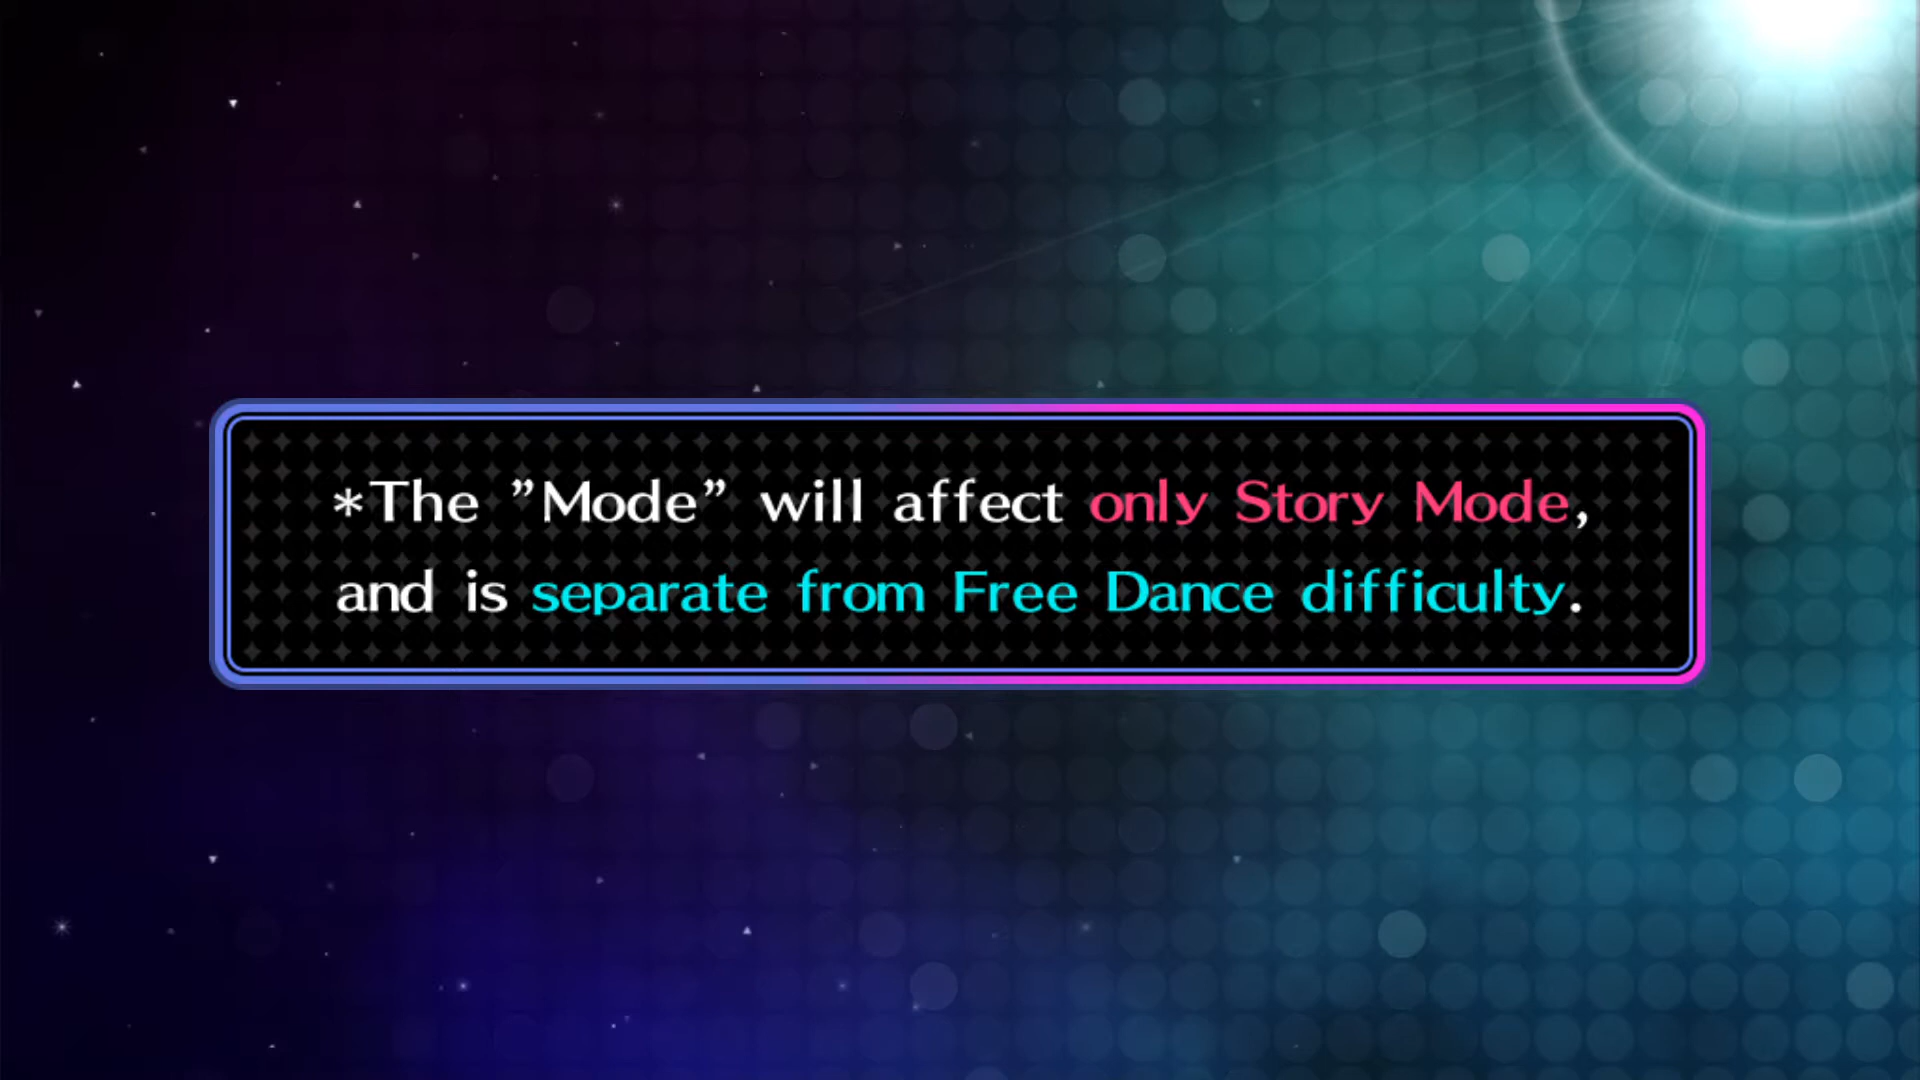 *The ”Mode” will affect only Story Mode,
and is separate from Free Dance difficulty.